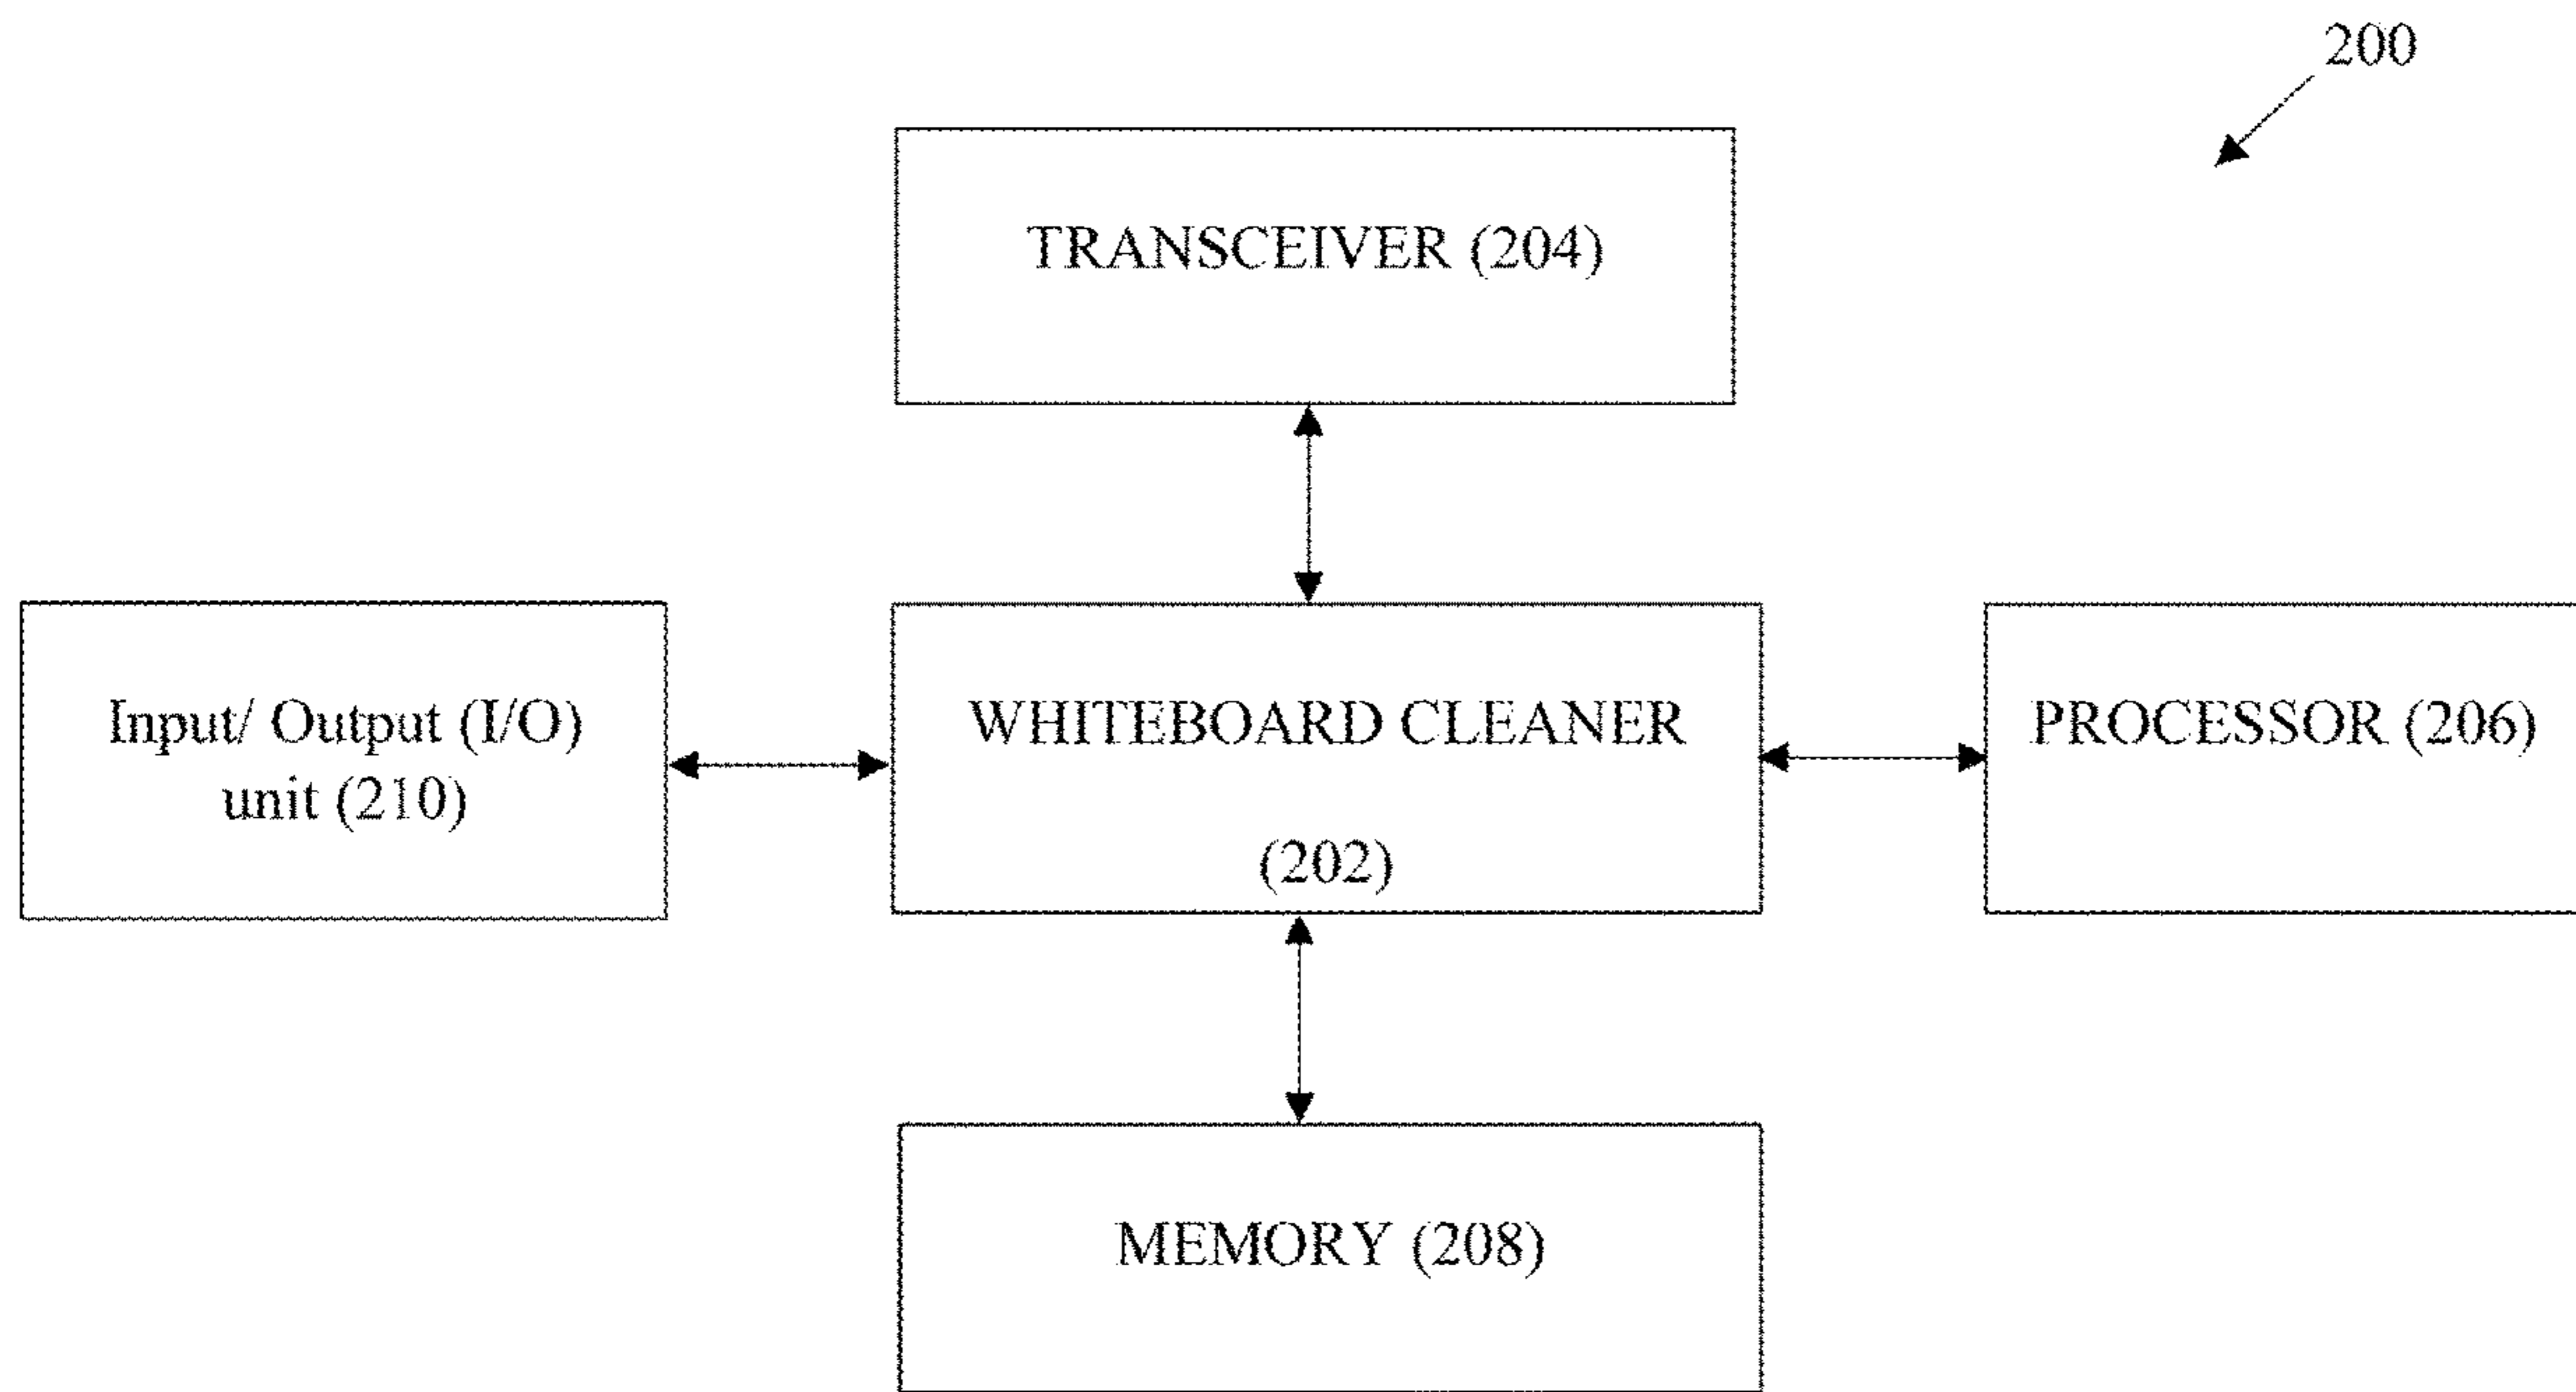 200
TRANSCEIVER (204)
Input/ Output (I/O)
unit (210)
WHITEBOARD CLEANER
(202)
PROCESSOR (206)
MEMORY (208)